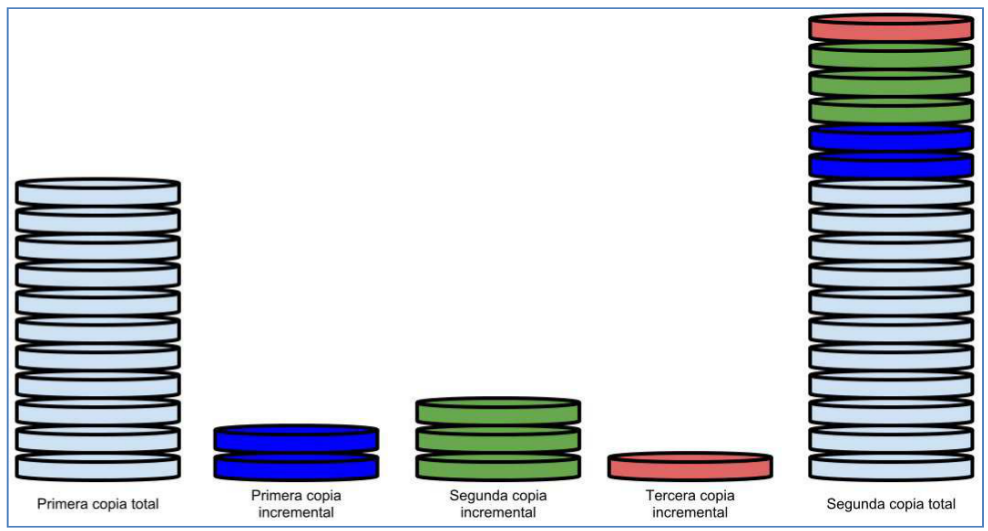 Primera copia total
Primera copia
incremental
Segunda copia
incremental
Tercera copia
incremental
Segunda copia total